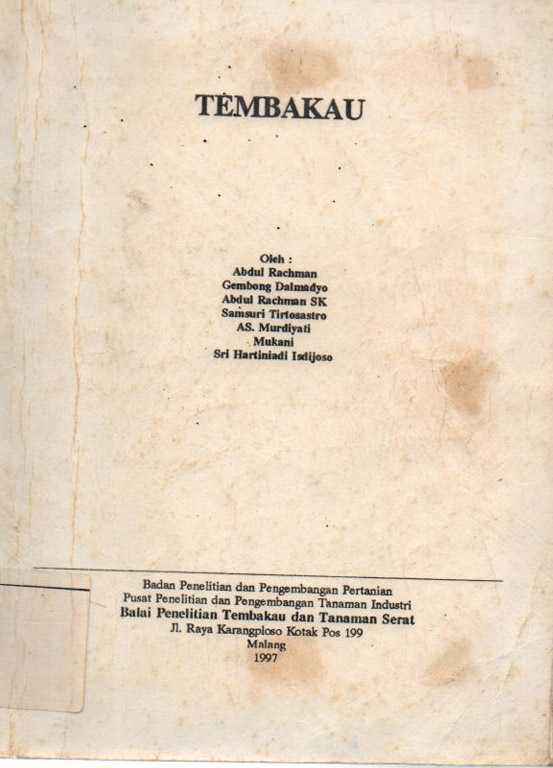 TEMBAKAU
Oleh :
Abdul Rachman
Gembong Dalmadyo
Abdul Rachman SK
Samsuri Tirtosastro
AS. Murdiyati
Mukani
Sri Hartiniadi Isdijoso
Badan Penelitian dan Pengembangan Pertanian
Pusat Penelitian dan Pengembangan Tanaman Industri
Balai Penelitian Tembakau dan Tanaman Serat
Jl. Raya Karangploso Kotak Pos 199
Malang
1997